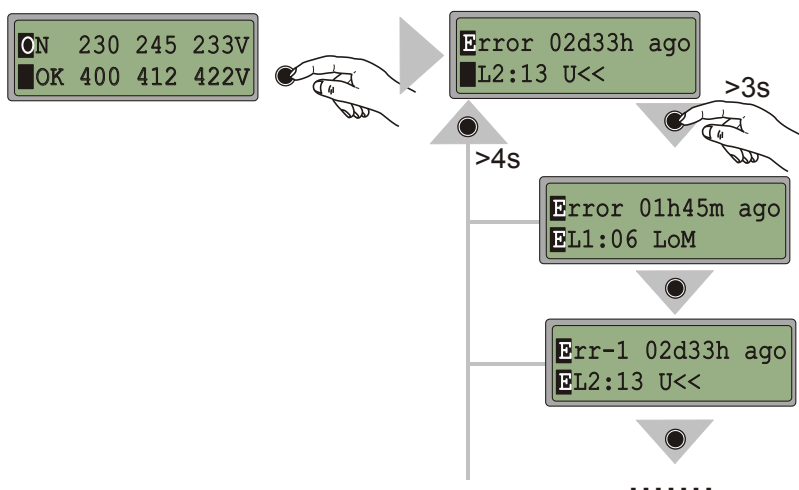 ON 230 245 233V
OK 400 412 422V
Error 02d33h ago
L2:13 U<<
>3s
>4s
Error 01h45m ago
EL1:06 LoM
Err-1 02d33h ago
EL2:13 U<<
.......